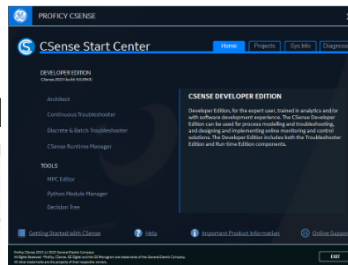 PROFICY CSENSE
CSense Start Center
Home
Projects
Sys Info
Diagnose
DEVELOPER EDITION
Architect
Continuous Troubleshooter
Discrete & Batch Troubleshooter
CSense Runtime Manager
TOOLS
MPC Editor
Python Module Manager
Decision Tree
CSENSE DEVELOPER EDITION
Developer Edition, for the expert user, trained in analytics and/or
with software development experience. The CSense Developer
Edition can be used for process modelling and troubleshooting,
and designing and implementing online monitoring and control
solutions. The Developer Edition includes both the Troubleshooter
Edition and Run-time Edition components.
Getting Started with CSense
Help
Important Product Information
Online Support
EXIT